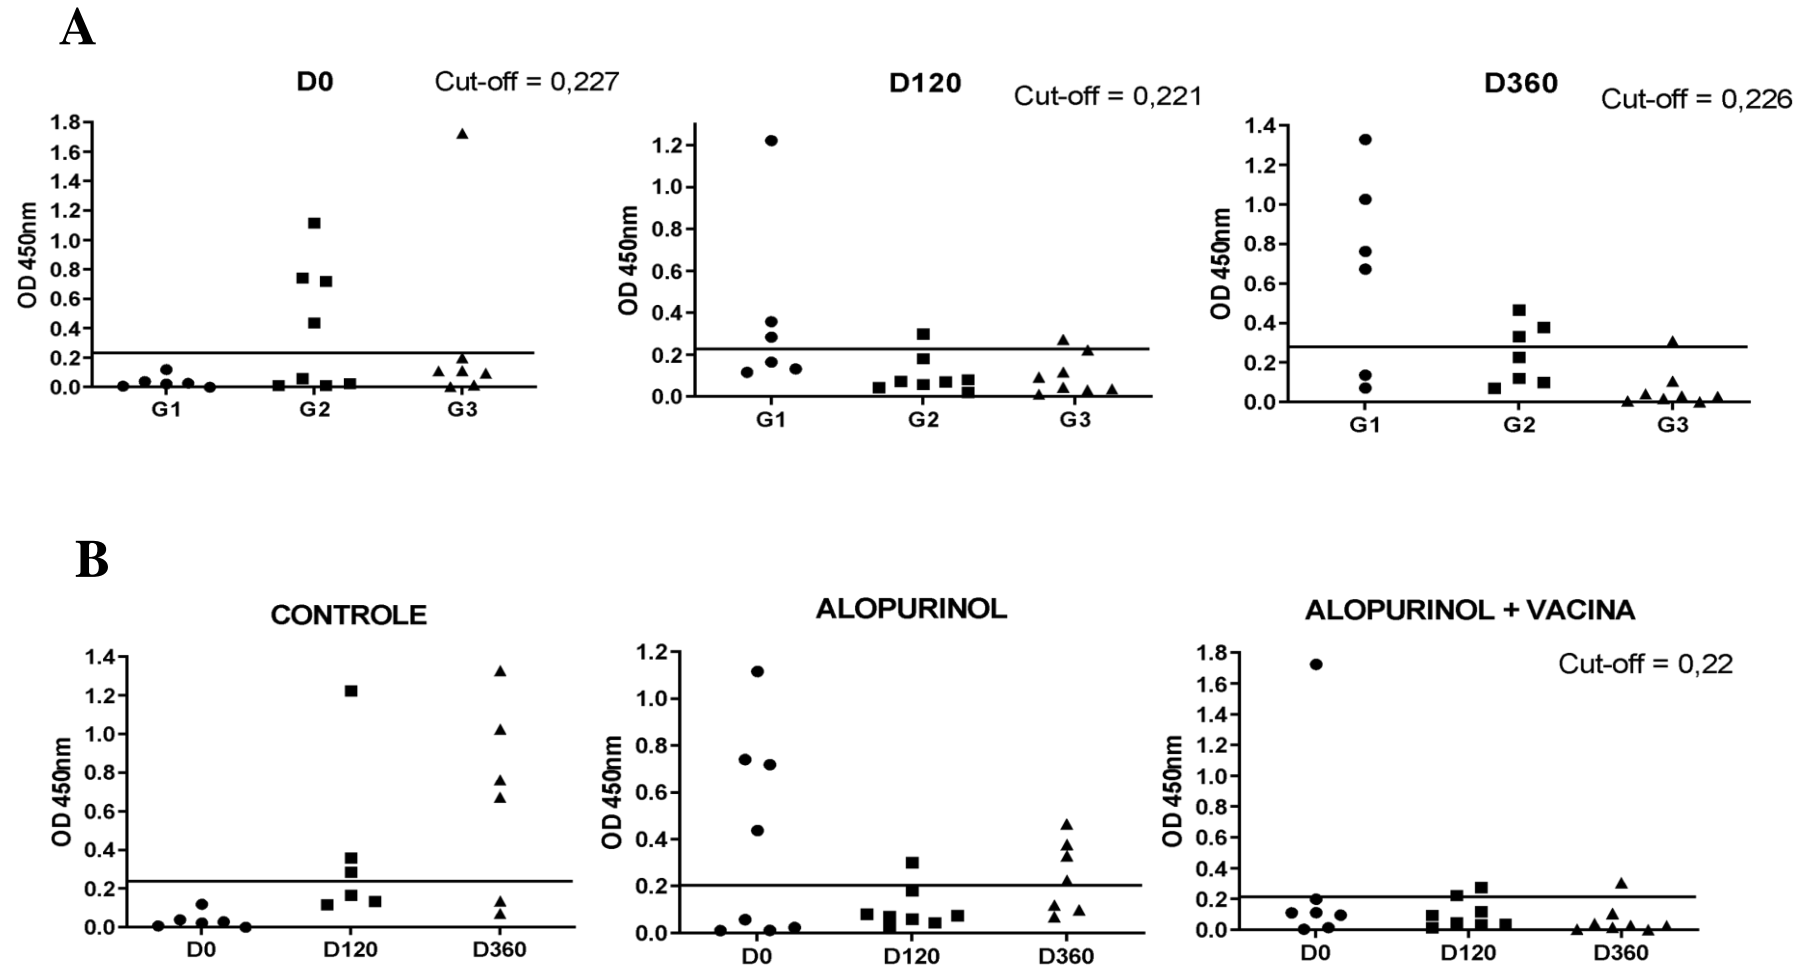 A
D0
Cut-off = 0,227
OD 450nm
1.8
1.6
1.4
1.2
1.0
0.8
0.6
0.4
0.2
0.0
G1 G2 G3
D120
Cut-off = 0,221
OD 450nm
1.2
1.0
0.8
0.6
0.4
0.2
0.0
G1 G2 G3
D360
Cut-off = 0,226
OD 450nm
1.4
1.2
1.0
0.8
0.6
0.4
0.2
0.0
G1 G2 G3
B
CONTROLE
OD 450nm
1.4
1.2
1.0
0.8
0.6
0.4
0.2
0.0
D0 D120 D360
ALOPURINOL
OD 450nm
1.2
1.0
0.8
0.6
0.4
0.2
0.0
D0 D120 D360
ALOPURINOL + VACINA
Cut-off = 0,22
OD 450nm
1.8
1.6
1.4
1.2
1.0
0.8
0.6
0.4
0.2
0.0
D0 D120 D360